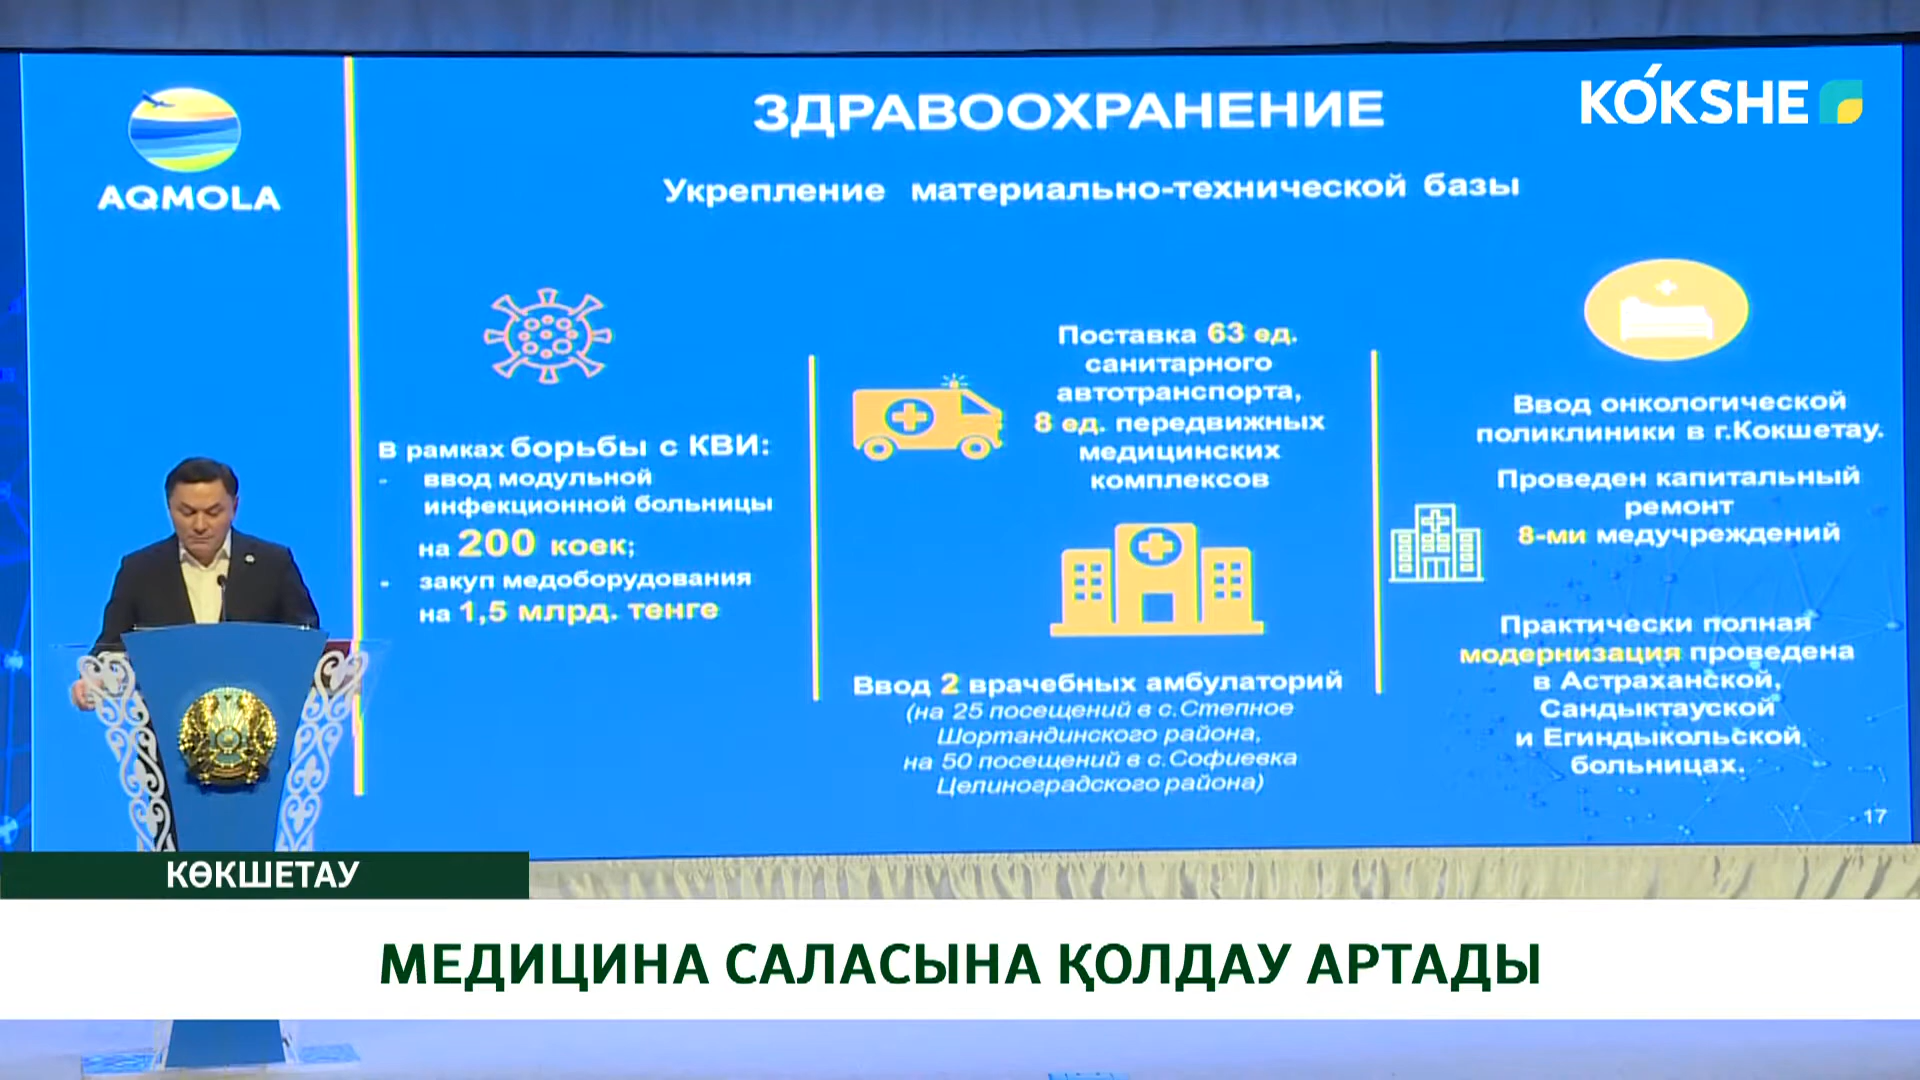 AQMOLA
ЗДРАВООХРАНЕНИЕ
KÓKSHE
Укрепление материально-технической базы
В рамках борьбы с КВИ:
- ввод модульной
инфекционной больницы
на 200 коек;
- закуп медоборудования
на 1,5 млрд. тенге
Поставка 63 ед.
санитарного
автотранспорта,
8 ед. передвижных
медицинских
комплексов
Ввод 2 врачебных амбулаторий
(на 25 посещений в с.Степное
Шортандинского района,
на 50 посещений в с.Софиевка
Целиноградского района)
Ввод онкологической
поликлиники в г.Кокшетау.
Проведен капитальный
ремонт
8-ми медучреждений
Практически полная
модернизация проведена
в Астраханской,
Сандыктауской
и Егиндыкольской
больницах.
17
КӨКШЕТАУ
МЕДИЦИНА САЛАСЫНА ҚОЛДАУ АРТАДЫ